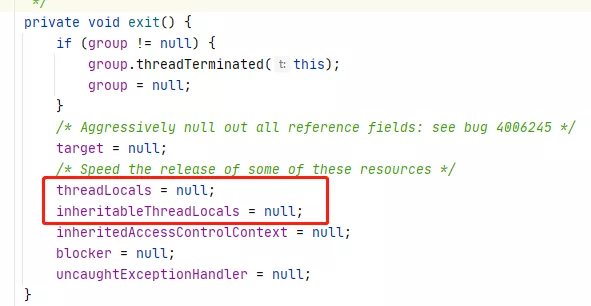 */
private void exit() {
if (group != null) {
group.threadTerminated( t: this);
group = null;
}
/* Aggressively null out all reference fields: see bug 4006245 */
target = null;
/* Speed the release of some of these resources */
threadLocals = null;
inheritableThreadLocals = null;
inheritedAccessControlContext = null;
blocker = null;
uncaughtExceptionHandler = null;
}